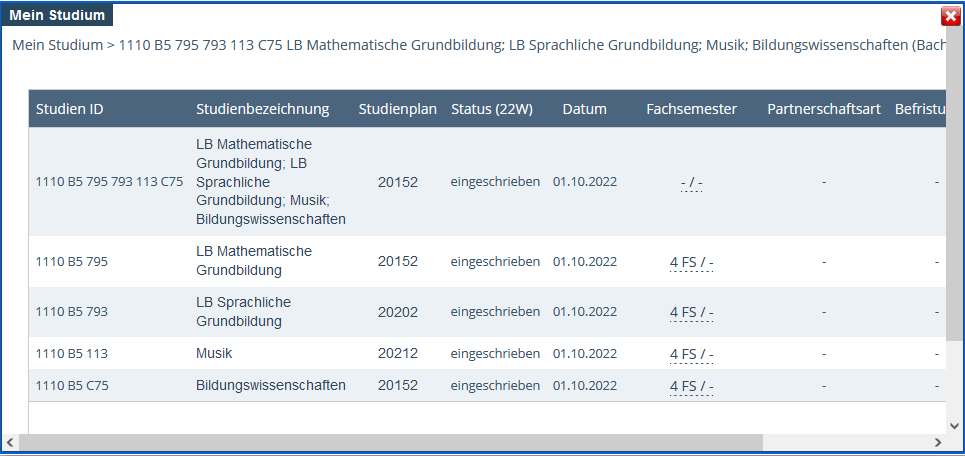 Mein Studium
Mein Studium > 1110 B5 795 793 113 C75 LB Mathematische Grundbildung; LB Sprachliche Grundbildung; Musik; Bildungswissenschaften (Bach
Studien ID Studienbezeichnung Studienplan Status (22W) Datum Fachsemester Partnerschaftsart Befristu
LB Mathematische
Grundbildung; LB
1110 B5 795 793 113 C75 Sprachliche 20152 eingeschrieben 01.10.2022 - / - - -
Grundbildung; Musik;
Bildungswissenschaften
1110 B5 795 LB Mathematische 20152 eingeschrieben 01.10.2022 4 FS / - - -
Grundbildung
1110 B5 793 LB Sprachliche 20202 eingeschrieben 01.10.2022 4 FS / - - -
Grundbildung
1110 B5 113 Musik 20212 eingeschrieben 01.10.2022 4 FS / - - -
1110 B5 C75 Bildungswissenschaften 20152 eingeschrieben 01.10.2022 4 FS / - - -